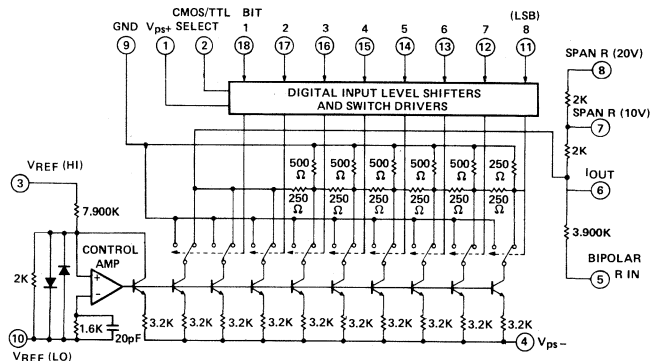 CMOS/TTL BIT (LSB)
GND Vps+ SELECT 1 2 3 4 5 6 7 8
9 1 2 18 17 16 15 14 13 12 11
SPAN R (20V)
8
DIGITAL INPUT LEVEL SHIFTERS
AND SWITCH DRIVERS
2K
SPAN R (10V)
7
2K
500 Ω 500 Ω 500 Ω 500 Ω 500 Ω 250 Ω
IOUT
6
250 Ω 250 Ω 250 Ω 250 Ω 250 Ω 250 Ω
VREF (HI)
3
7.900K
3.900K
CONTROL
AMP
BIPOLAR
R IN
5
2K
+
−
1.6K 20pF
3.2K 3.2K 3.2K 3.2K 3.2K 3.2K 3.2K 3.2K 3.2K
4 Vps−
10
VREF (LO)